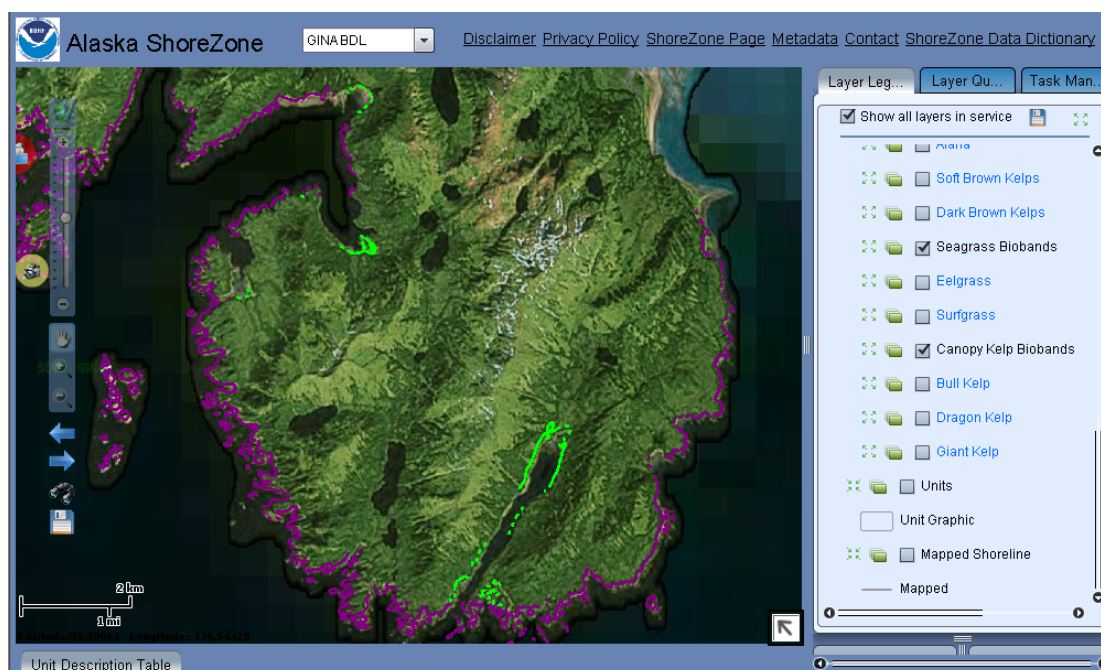 Alaska ShoreZone
GINA BDL
Disclaimer Privacy Policy ShoreZone Page Metadata Contact ShoreZone Data Dictionary
Layer Leg... Layer Qu... Task Man...
Show all layers in service
Alaria
Soft Brown Kelps
Dark Brown Kelps
Seagrass Biobands
Eelgrass
Surfgrass
Canopy Kelp Biobands
Bull Kelp
Dragon Kelp
Giant Kelp
Units
Unit Graphic
Mapped Shoreline
Mapped
2 km
1 mi
Unit Description Table